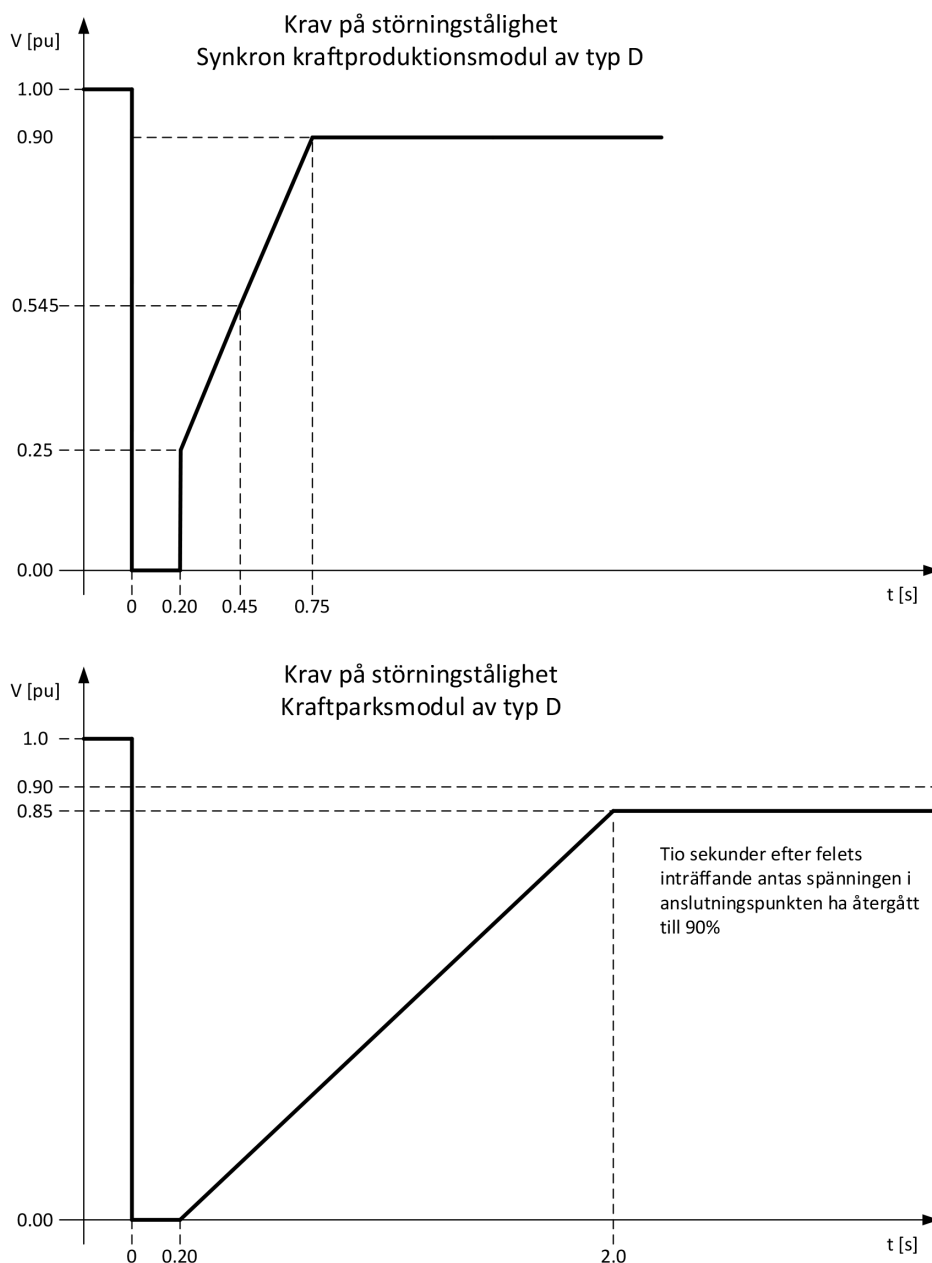 Krav på störningstålighet
Synkron kraftproduktionsmodul av typ D
V [pu]
1.00
0.90
0.545
0.25
0.00
0 0.20 0.45 0.75
t [s]
Krav på störningstålighet
Kraftparksmodul av typ D
V [pu]
1.0
0.90
0.85
Tio sekunder efter felets
inträffande antas spänningen i
anslutningspunkten ha återgått
till 90%
0.00
0 0.20 2.0
t [s]